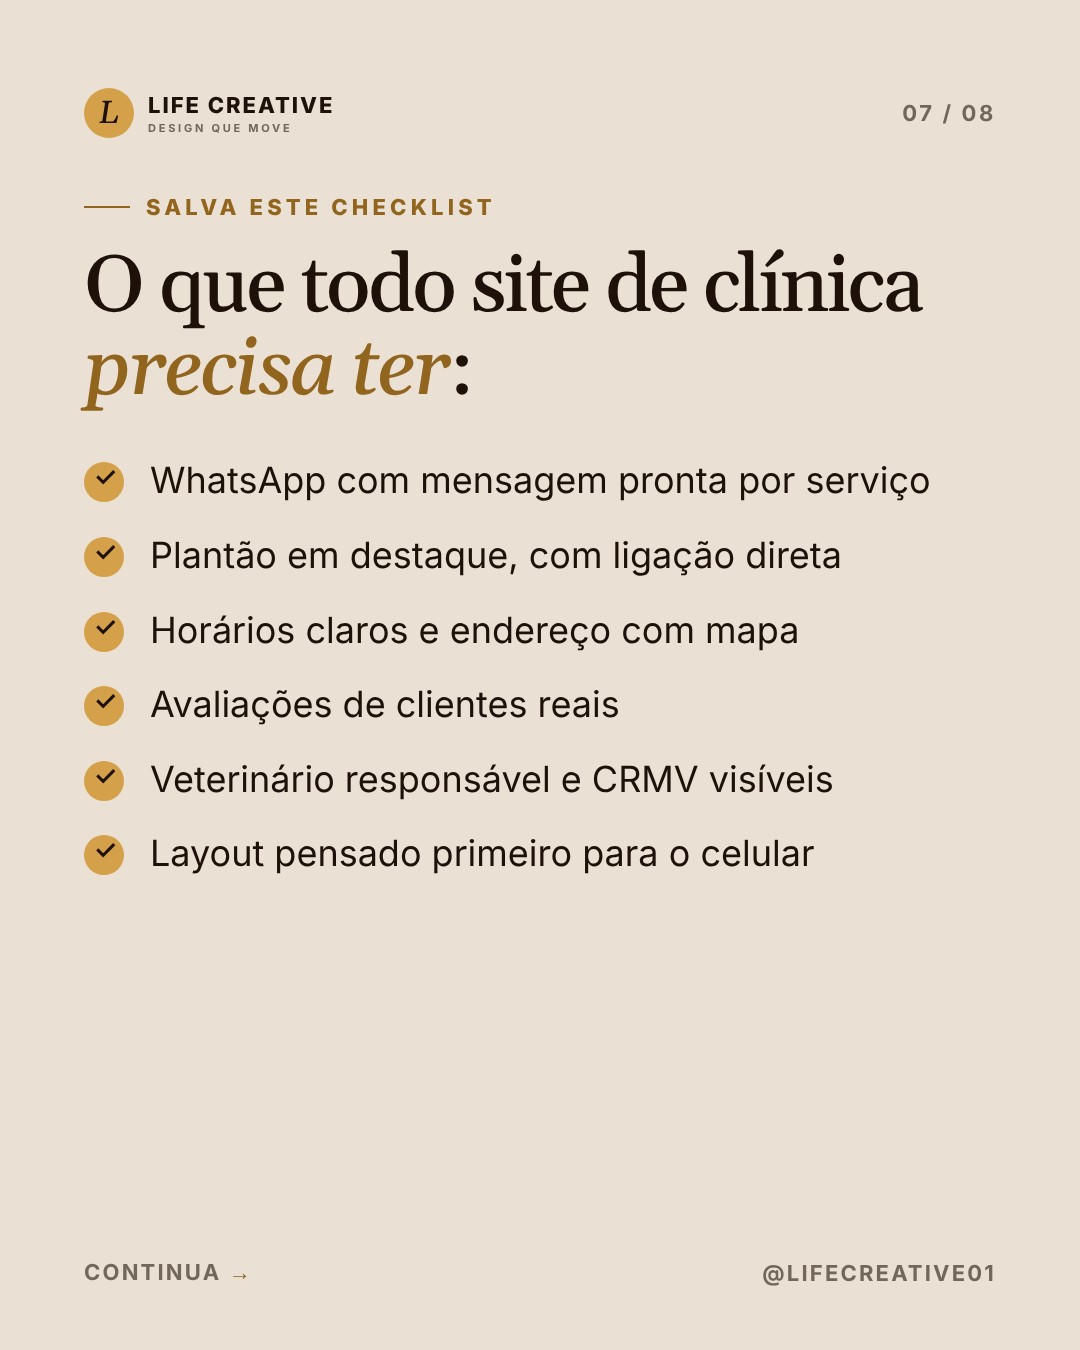 L
LIFE CREATIVE
DESIGN QUE MOVE
07 / 08
SALVA ESTE CHECKLIST
O que todo site de clínica
precisa ter:
WhatsApp com mensagem pronta por serviço
Plantão em destaque, com ligação direta
Horários claros e endereço com mapa
Avaliações de clientes reais
Veterinário responsável e CRMV visíveis
Layout pensado primeiro para o celular
CONTINUA →
@LIFECREATIVE01